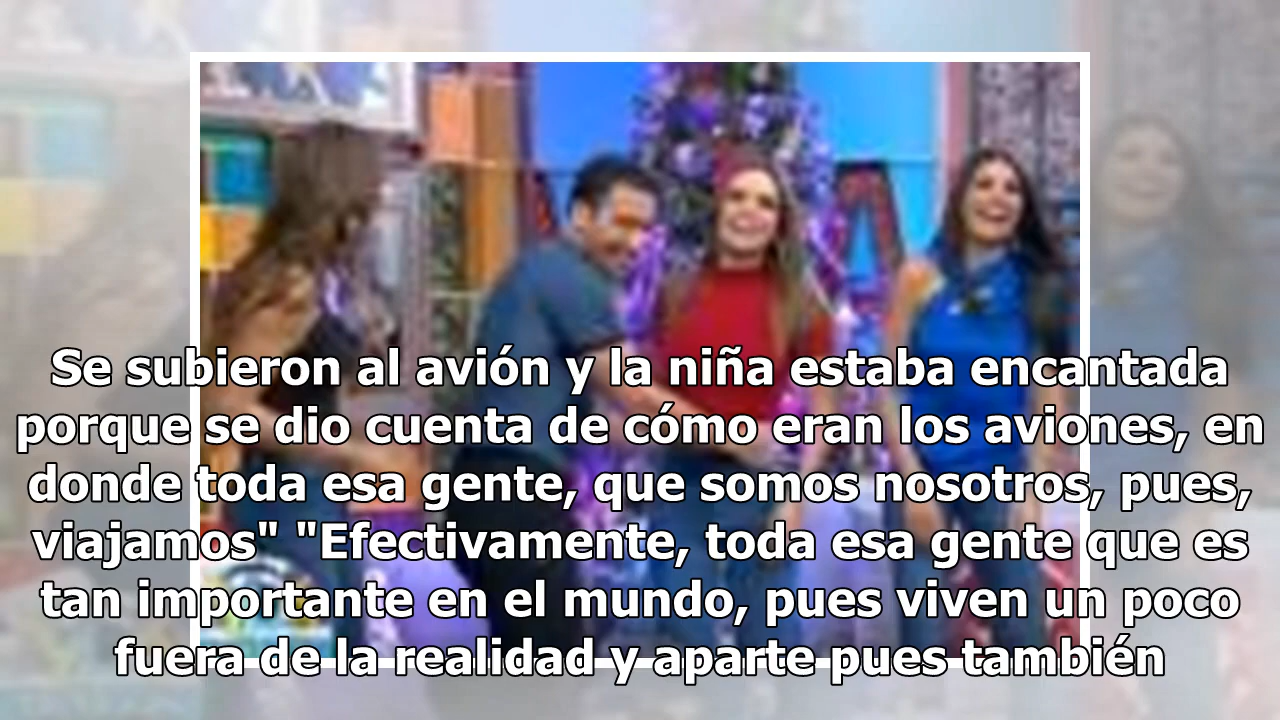 Se subieron al avión y la niña estaba encantada
porque se dio cuenta de cómo eran los aviones, en
donde toda esa gente, que somos nosotros, pues,
viajamos" "Efectivamente, toda esa gente que es
tan importante en el mundo, pues viven un poco
fuera de la realidad y aparte pues también